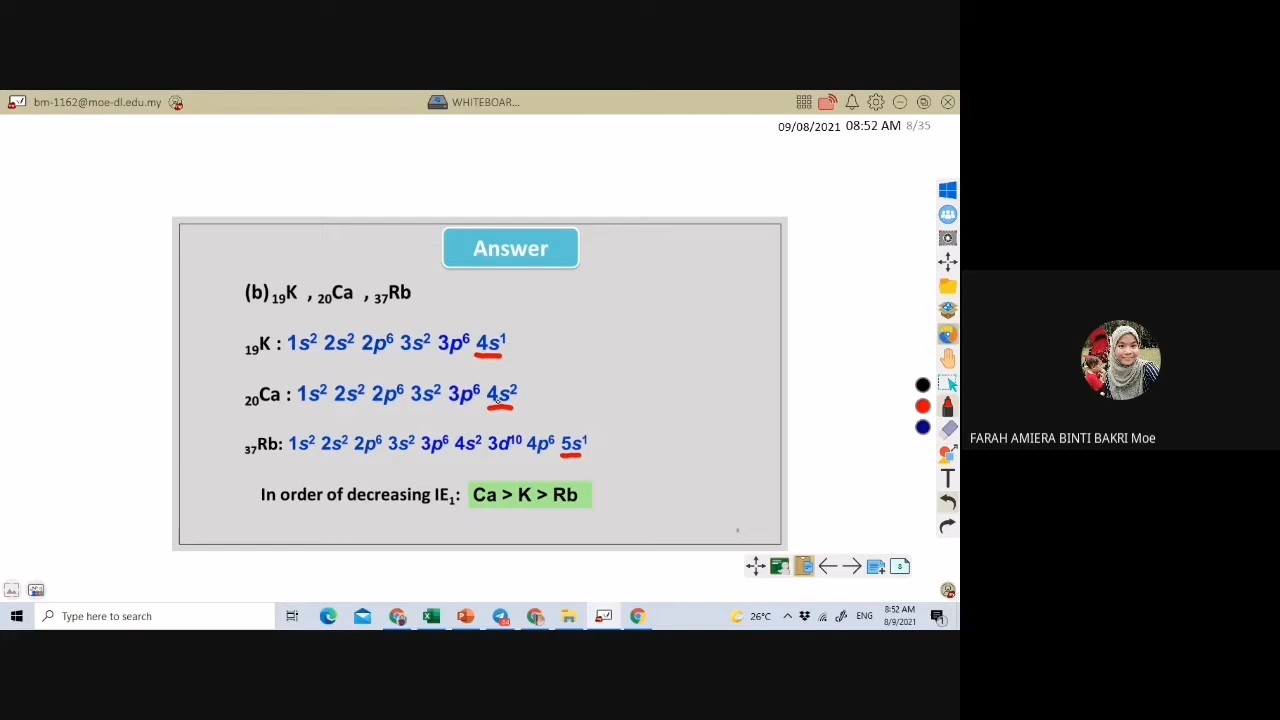 bm-1162@moe-dl.edu.my
WHITEBOAR...
09/08/2021 08:52 AM 8/35
Answer
(b) ₁₉K , ₂₀Ca , ₃₇Rb
₁₉K : 1s² 2s² 2p⁶ 3s² 3p⁶ 4s¹
₂₀Ca : 1s² 2s² 2p⁶ 3s² 3p⁶ 4s²
₃₇Rb: 1s² 2s² 2p⁶ 3s² 3p⁶ 4s² 3d¹⁰ 4p⁶ 5s¹
In order of decreasing IE₁: Ca > K > Rb
FARAH AMIERA BINTI BAKRI Moe
T
8
Type here to search
26°C
ENG
8:52 AM
8/9/2021
1